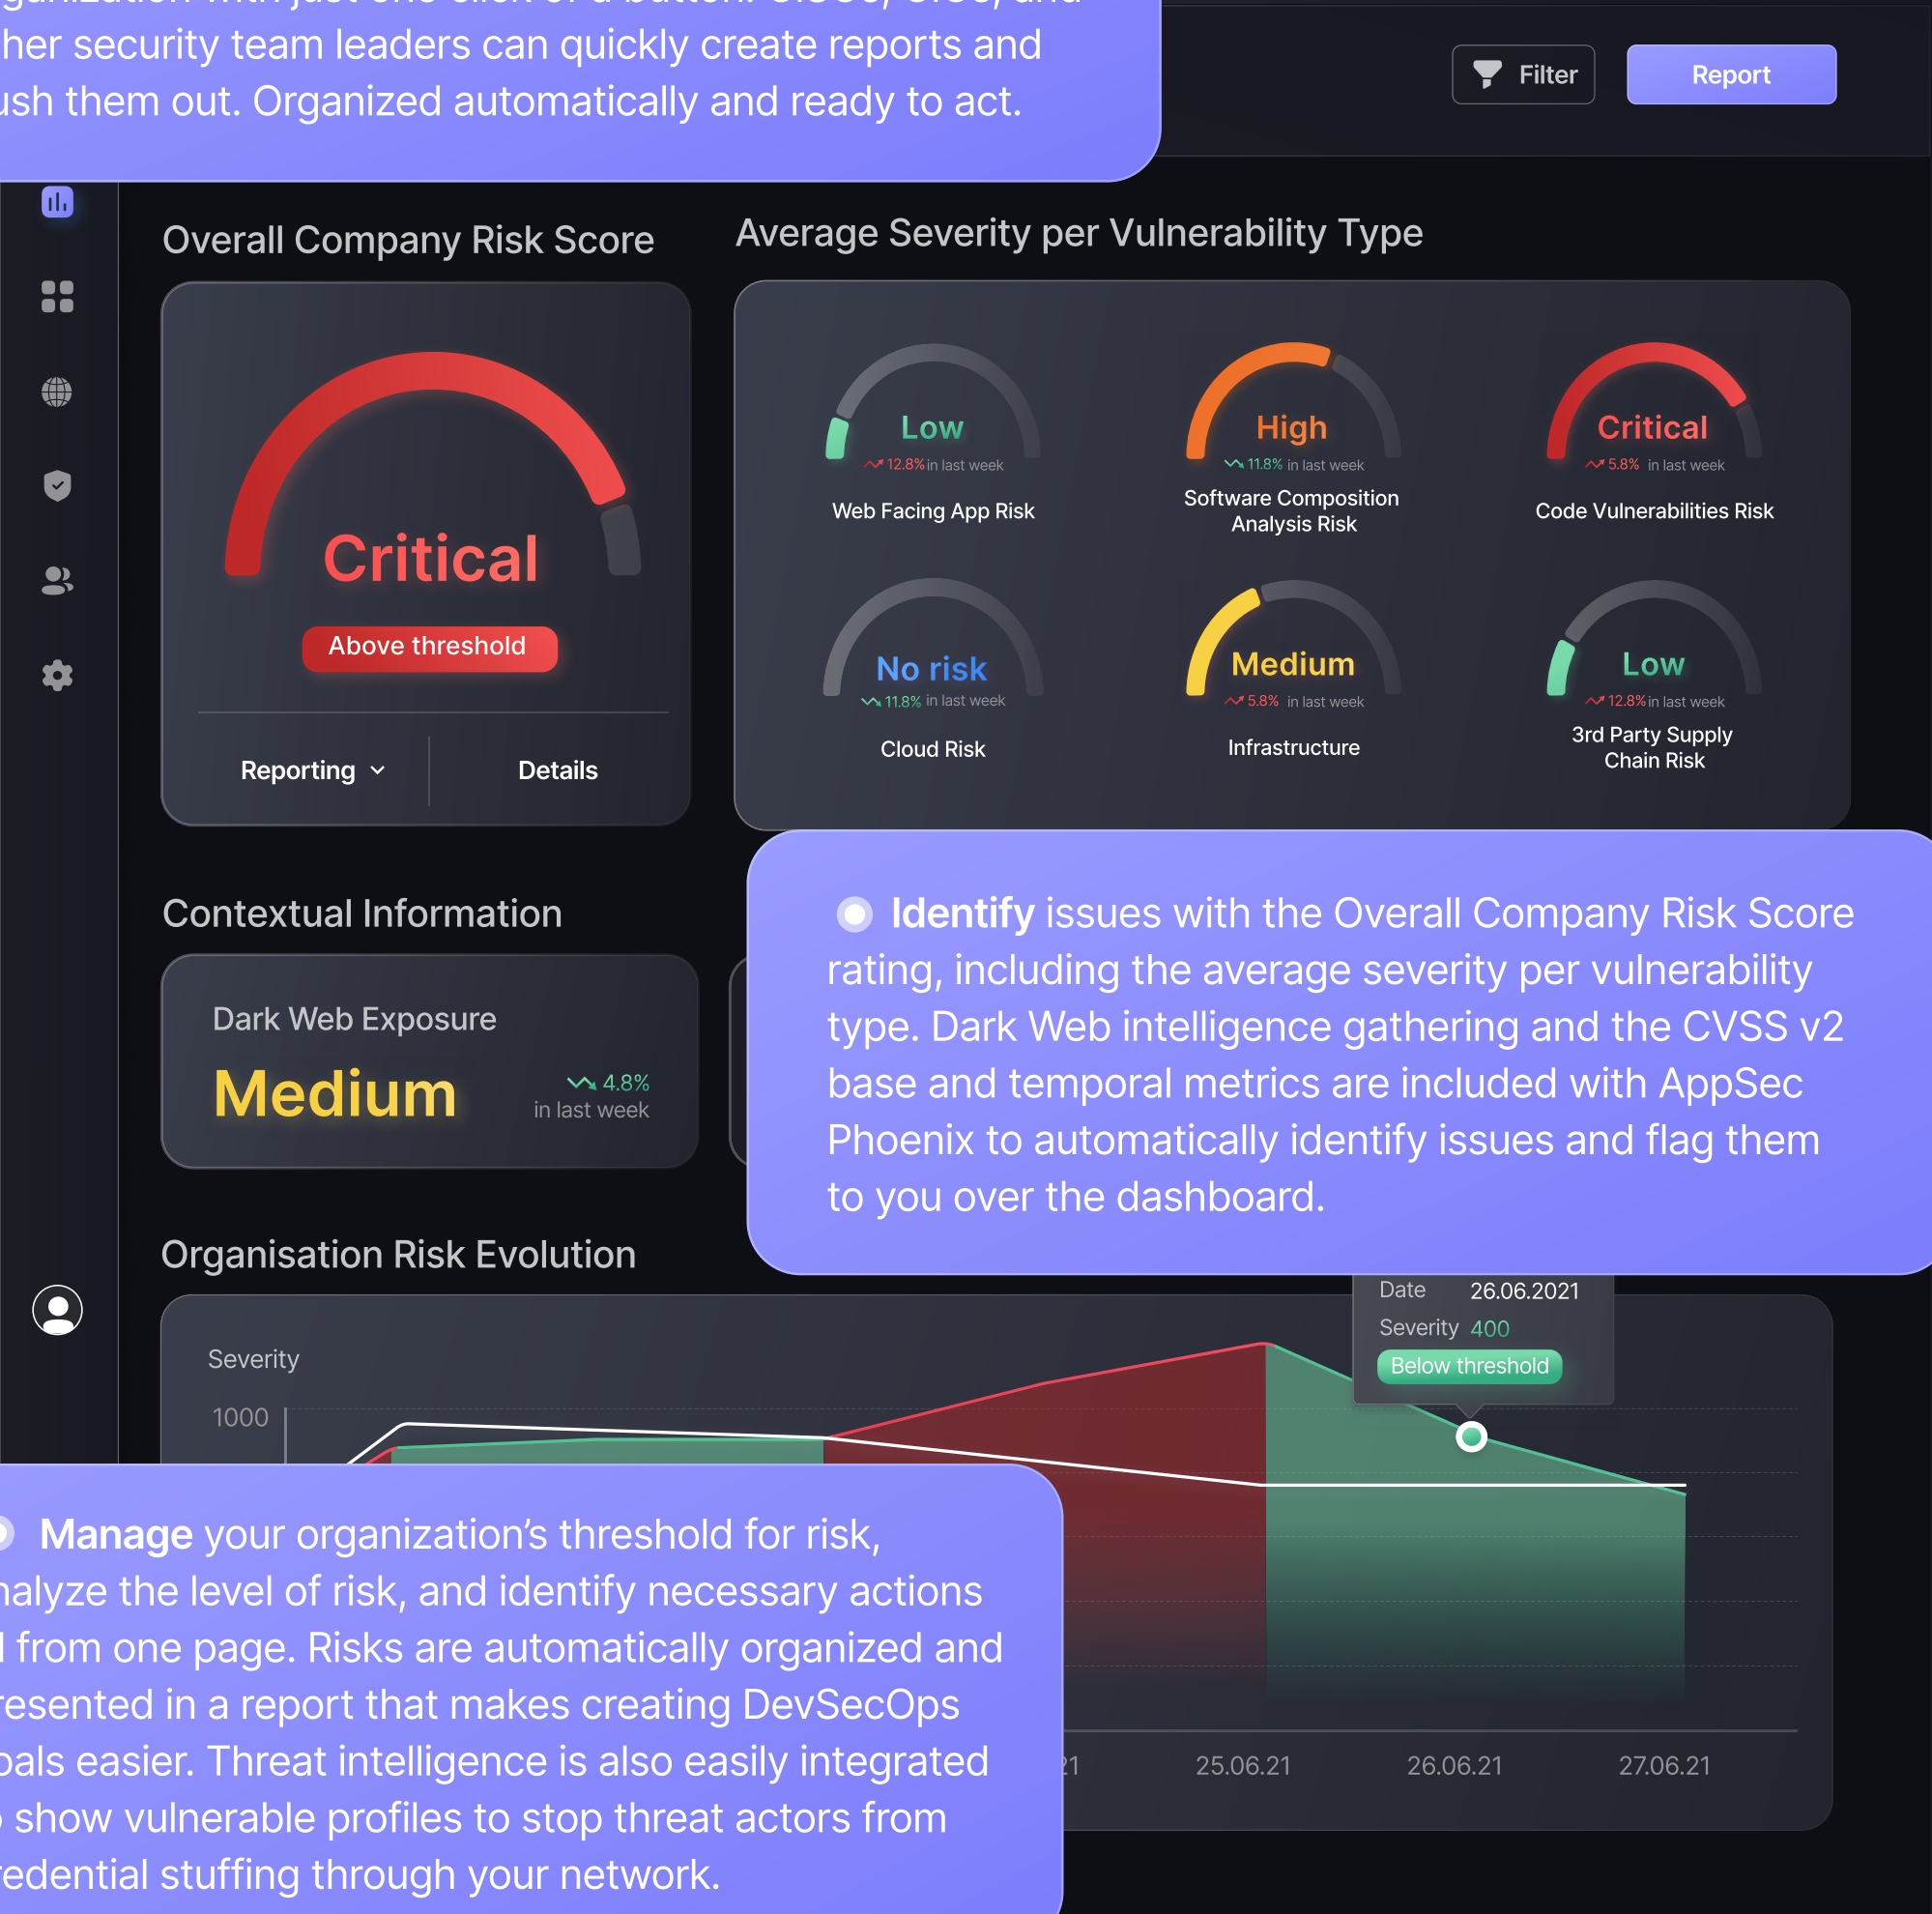 her security team leaders can quickly create reports and
ush them out. Organized automatically and ready to act.
Filter
Report
Overall Company Risk Score
Critical
Above threshold
Reporting
Details
Average Severity per Vulnerability Type
Low
12.8% in last week
Web Facing App Risk
High
11.8% in last week
Software Composition
Analysis Risk
Critical
5.8% in last week
Code Vulnerabilities Risk
No risk
11.8% in last week
Cloud Risk
Medium
5.8% in last week
Infrastructure
Low
12.8% in last week
3rd Party Supply
Chain Risk
Contextual Information
Dark Web Exposure
Medium
4.8%
in last week
Identify issues with the Overall Company Risk Score
rating, including the average severity per vulnerability
type. Dark Web intelligence gathering and the CVSS v2
base and temporal metrics are included with AppSec
Phoenix to automatically identify issues and flag them
to you over the dashboard.
Organisation Risk Evolution
Date 26.06.2021
Severity 400
Below threshold
Severity
1000
Manage your organization’s threshold for risk,
nalyze the level of risk, and identify necessary actions
l from one page. Risks are automatically organized and
resented in a report that makes creating DevSecOps
oals easier. Threat intelligence is also easily integrated
o show vulnerable profiles to stop threat actors from
redential stuffing through your network.
21
25.06.21
26.06.21
27.06.21